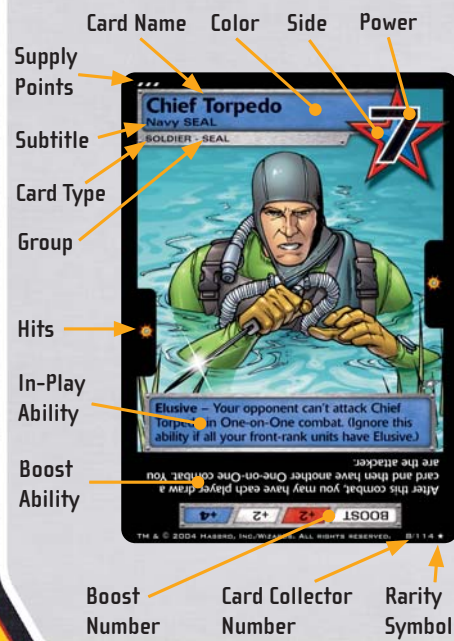 Card Name Color Side Power
Supply
Points
Chief Torpedo
7
Navy SEAL
Subtitle
SOLDIER - SEAL
Card Type
Group
Hits
In-Play
Ability
Elusive – Your opponent can't attack Chief
Torpedo in One-on-One combat. (Ignore this
ability if all your front-rank units have Elusive.)
Boost
Ability
After this combat, you may have each player draw a
card and then have another One-on-One combat. You
are the attacker.
BOOST +2 +2 +4
TM & © 2004 HASBRO, INC./WIZARDS. ALL RIGHTS RESERVED. 8/114 ★
Boost
Number
Card Collector
Number
Rarity
Symbol